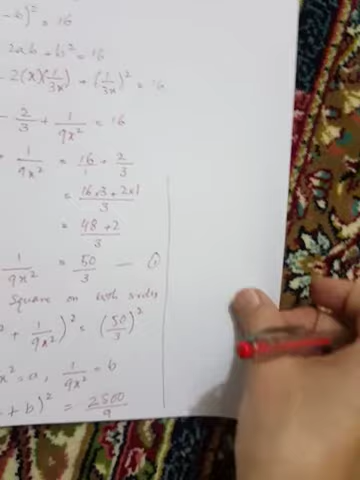 - b)² = 16
2ab + b² = 16
- 2(x)(1/3x) + (1/3x)² = 16
- 2/3 + 1/9x² = 16
1/9x² = 16/1 + 2/3
= 16×3 + 2×1/3
= 48 + 2/3
1/9x² = 50/3 — ①
Square on both sides
+ 1/9x²)² = (50/3)²
x² = a, 1/9x² = b
+ b)² = 2500/9